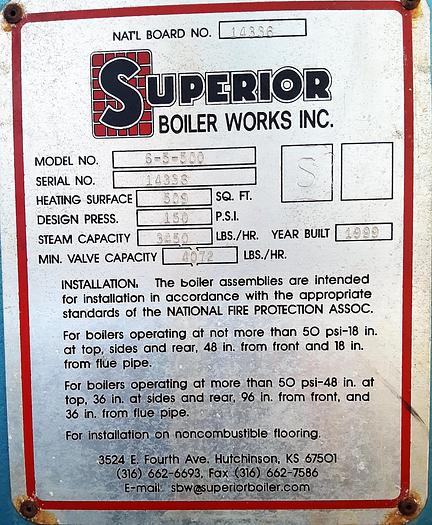 NAT'L BOARD NO. 14336
SUPERIOR
BOILER WORKS INC.
MODEL NO. 6-5-500
SERIAL NO. 14336
HEATING SURFACE SQ. FT.
DESIGN PRESS. 150 P.S.I.
STEAM CAPACITY 3450 LBS./HR. YEAR BUILT 1999
MIN. VALVE CAPACITY 4072 LBS./HR.
S
INSTALLATION. The boiler assemblies are intended
for installation in accordance with the appropriate
standards of the NATIONAL FIRE PROTECTION ASSOC.
For boilers operating at not more than 50 psi-18 in.
at top, sides and rear, 48 in. from front and 18 in.
from flue pipe.
For boilers operating at more than 50 psi-48 in. at
top, 36 in. at sides and rear, 96 in. from front, and
36 in. from flue pipe.
For installation on noncombustible flooring.
3524 E. Fourth Ave. Hutchinson, KS 67501
(316) 662-6693, Fax (316) 662-7586
E-mail: sbw@superiorboiler.com